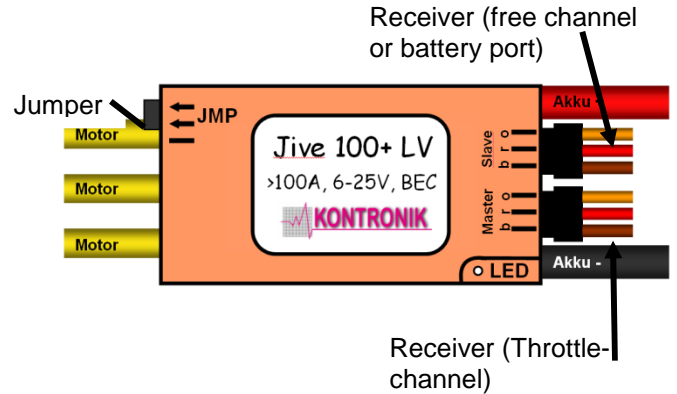 Receiver (free channel
or battery port)
Jumper
JMP
Motor
Motor
Motor
Jive 100+ LV
>100A, 6-25V, BEC
KONTRONIK
Slave
b r o
Master
b r o
LED
Akku
Akku -
Receiver (Throttle-
channel)